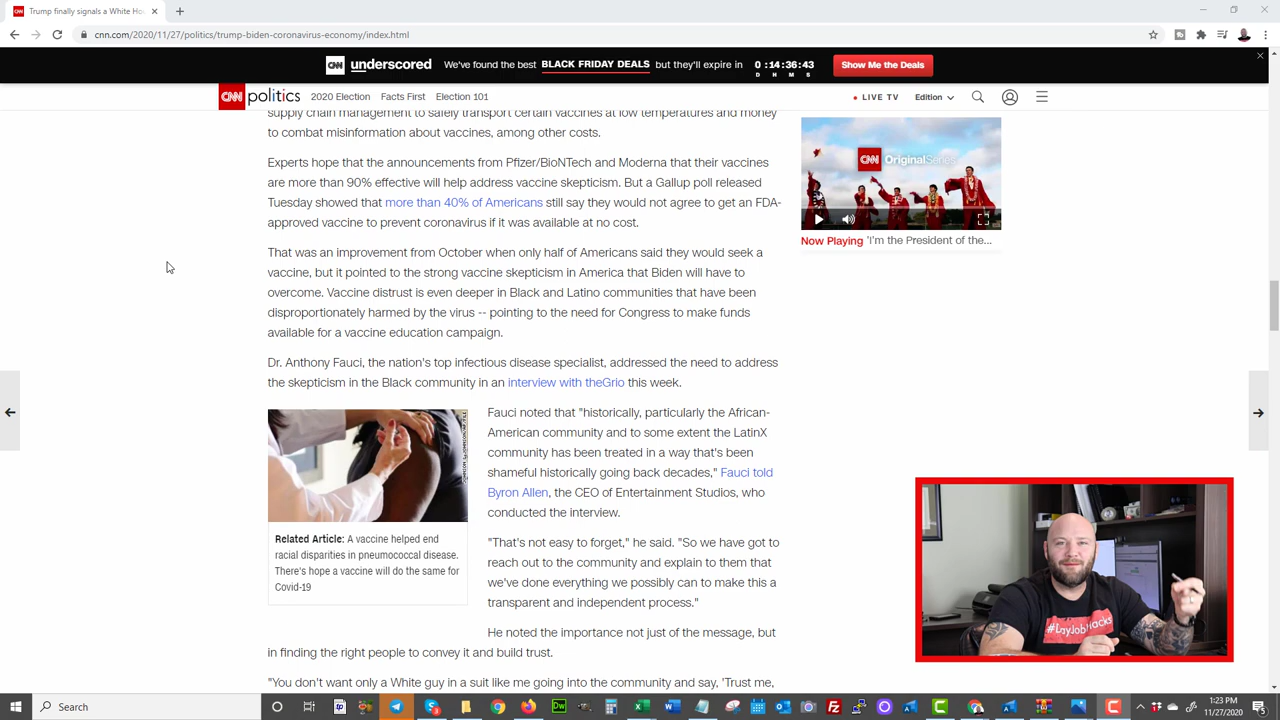 CNN Trump finally signals a White Ho
cnn.com/2020/11/27/politics/trump-biden-coronavirus-economy/index.html
CNN underscored We've found the best BLACK FRIDAY DEALS but they'll expire in 0 : 14 : 36 : 43 Show Me the Deals
D H M S
CNN politics 2020 Election Facts First Election 101 LIVE TV Edition
supply chain management to safely transport certain vaccines at low temperatures and money
to combat misinformation about vaccines, among other costs.
Experts hope that the announcements from Pfizer/BioNTech and Moderna that their vaccines
are more than 90% effective will help address vaccine skepticism. But a Gallup poll released
Tuesday showed that more than 40% of Americans still say they would not agree to get an FDA-
approved vaccine to prevent coronavirus if it was available at no cost.
CNN Original Series
Now Playing 'I'm the President of the...
That was an improvement from October when only half of Americans said they would seek a
vaccine, but it pointed to the strong vaccine skepticism in America that Biden will have to
overcome. Vaccine distrust is even deeper in Black and Latino communities that have been
disproportionately harmed by the virus -- pointing to the need for Congress to make funds
available for a vaccine education campaign.
Dr. Anthony Fauci, the nation's top infectious disease specialist, addressed the need to address
the skepticism in the Black community in an interview with theGrio this week.
Related Article: A vaccine helped end
racial disparities in pneumococcal disease.
There's hope a vaccine will do the same for
Covid-19
Fauci noted that "historically, particularly the African-
American community and to some extent the LatinX
community has been treated in a way that's been
shameful historically going back decades," Fauci told
Byron Allen, the CEO of Entertainment Studios, who
conducted the interview.
"That's not easy to forget," he said. "So we have got to
reach out to the community and explain to them that
we've done everything we possibly can to make this a
transparent and independent process."
He noted the importance not just of the message, but
in finding the right people to convey it and build trust.
"You don't want only a White guy in a suit like me going into the community and say, 'Trust me,
#DayJobHacks
Search
1:23 PM
11/27/2020